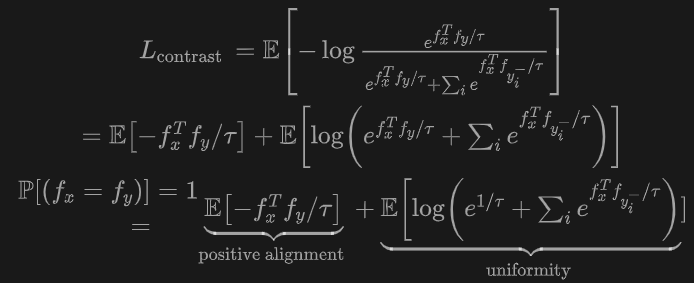 L_contrast = 𝔼[−log e^{f_x^T f_y/τ} / (e^{f_x^T f_y/τ} + ∑_i e^{f_x^T f_{y_i^-}/τ})]
= 𝔼[−f_x^T f_y/τ] + 𝔼[log(e^{f_x^T f_y/τ} + ∑_i e^{f_x^T f_{y_i^-}/τ})]
ℙ[(f_x = f_y)] = 1
= 𝔼[−f_x^T f_y/τ] + 𝔼[log(e^{1/τ} + ∑_i e^{f_x^T f_{y_i^-}/τ})]
positive alignment
uniformity